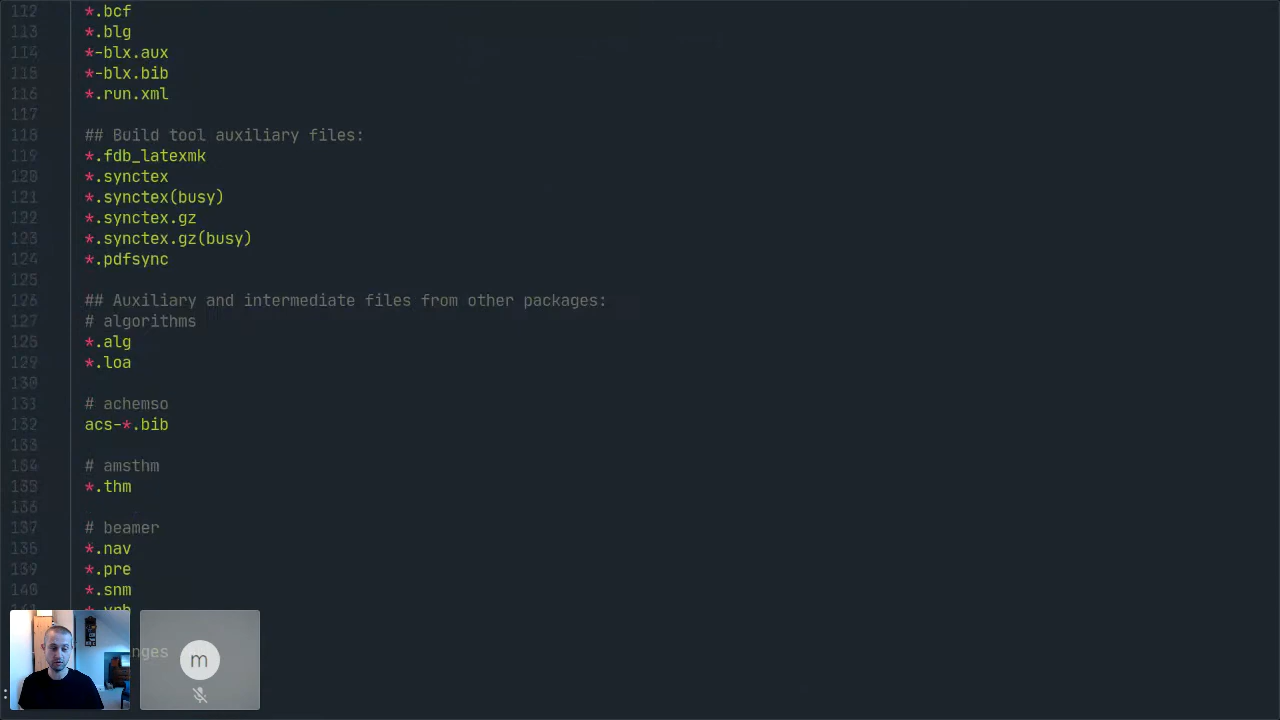 112 *.bcf
113 *.blg
114 *-blx.aux
115 *-blx.bib
116 *.run.xml
117
118 ## Build tool auxiliary files:
119 *.fdb_latexmk
120 *.synctex
121 *.synctex(busy)
122 *.synctex.gz
123 *.synctex.gz(busy)
124 *.pdfsync
125
126 ## Auxiliary and intermediate files from other packages:
127 # algorithms
128 *.alg
129 *.loa
130
131 # achemso
132 acs-*.bib
133
134 # amsthm
135 *.thm
136
137 # beamer
138 *.nav
139 *.pre
140 *.snm
141
nges
m